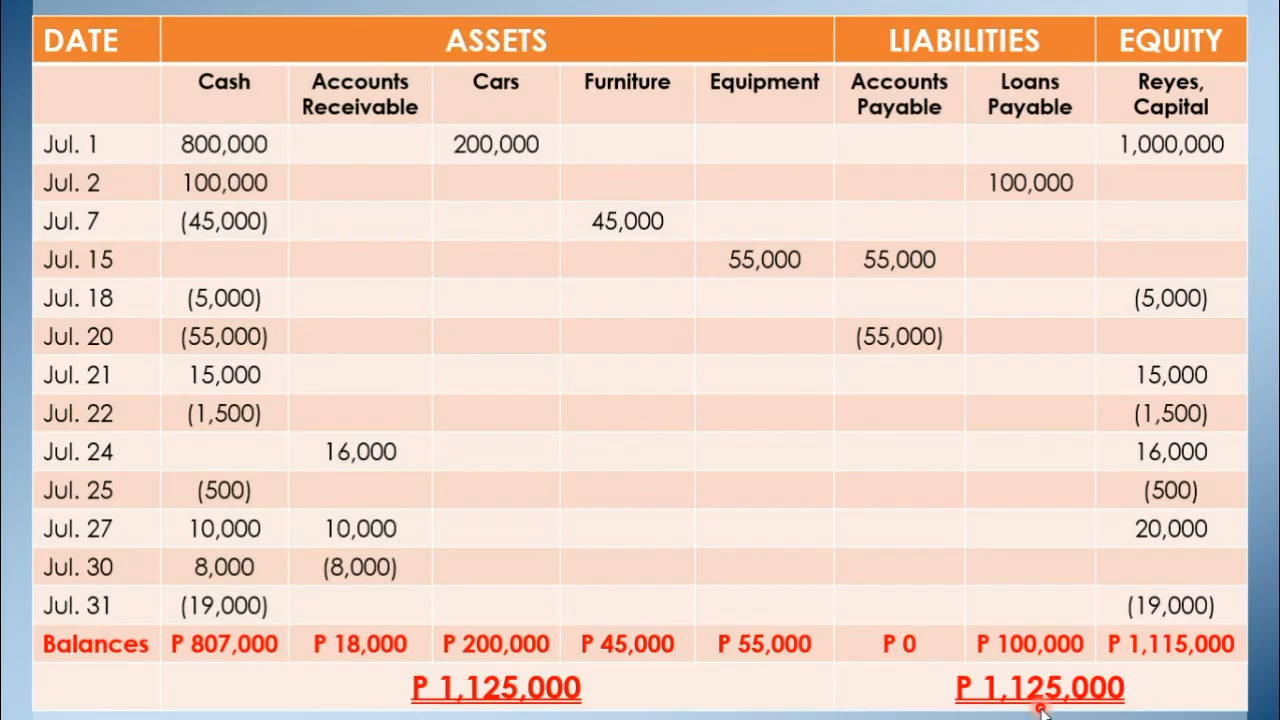 DATE ASSETS LIABILITIES EQUITY
Cash Accounts Receivable Cars Furniture Equipment Accounts Payable Loans Payable Reyes, Capital
Jul. 1 800,000 200,000 1,000,000
Jul. 2 100,000 100,000
Jul. 7 (45,000) 45,000
Jul. 15 55,000 55,000
Jul. 18 (5,000) (5,000)
Jul. 20 (55,000) (55,000)
Jul. 21 15,000 15,000
Jul. 22 (1,500) (1,500)
Jul. 24 16,000 16,000
Jul. 25 (500) (500)
Jul. 27 10,000 10,000 20,000
Jul. 30 8,000 (8,000)
Jul. 31 (19,000) (19,000)
Balances P 807,000 P 18,000 P 200,000 P 45,000 P 55,000 P 0 P 100,000 P 1,115,000
P 1,125,000 P 1,125,000